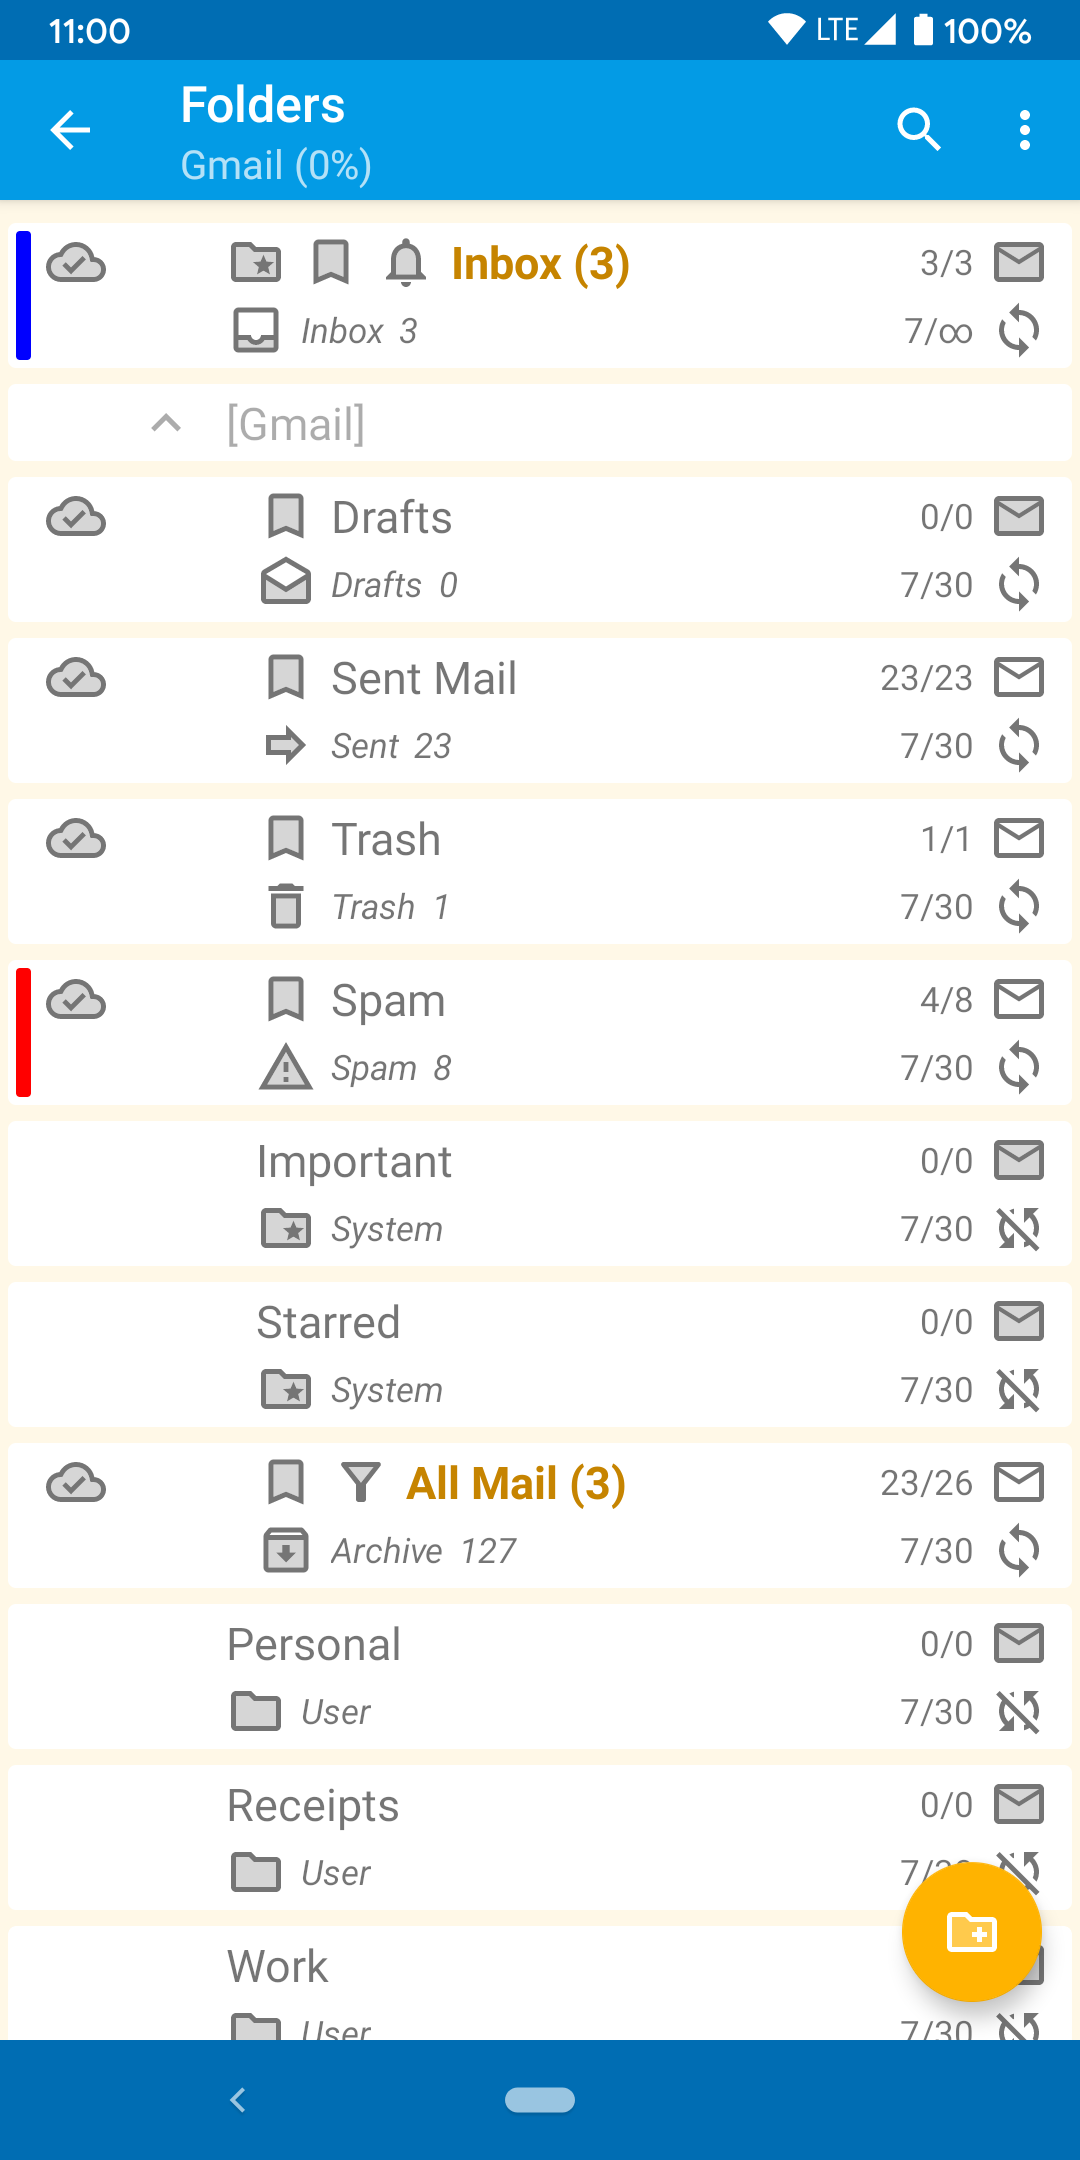 11:00 LTE 100%
Folders
Gmail (0%)
Inbox (3) 3/3
Inbox 3 7/∞
[Gmail]
Drafts 0/0
Drafts 0 7/30
Sent Mail 23/23
Sent 23 7/30
Trash 1/1
Trash 1 7/30
Spam 4/8
Spam 8 7/30
Important 0/0
System 7/30
Starred 0/0
System 7/30
All Mail (3) 23/26
Archive 127 7/30
Personal 0/0
User 7/30
Receipts 0/0
User
Work
User 7/30